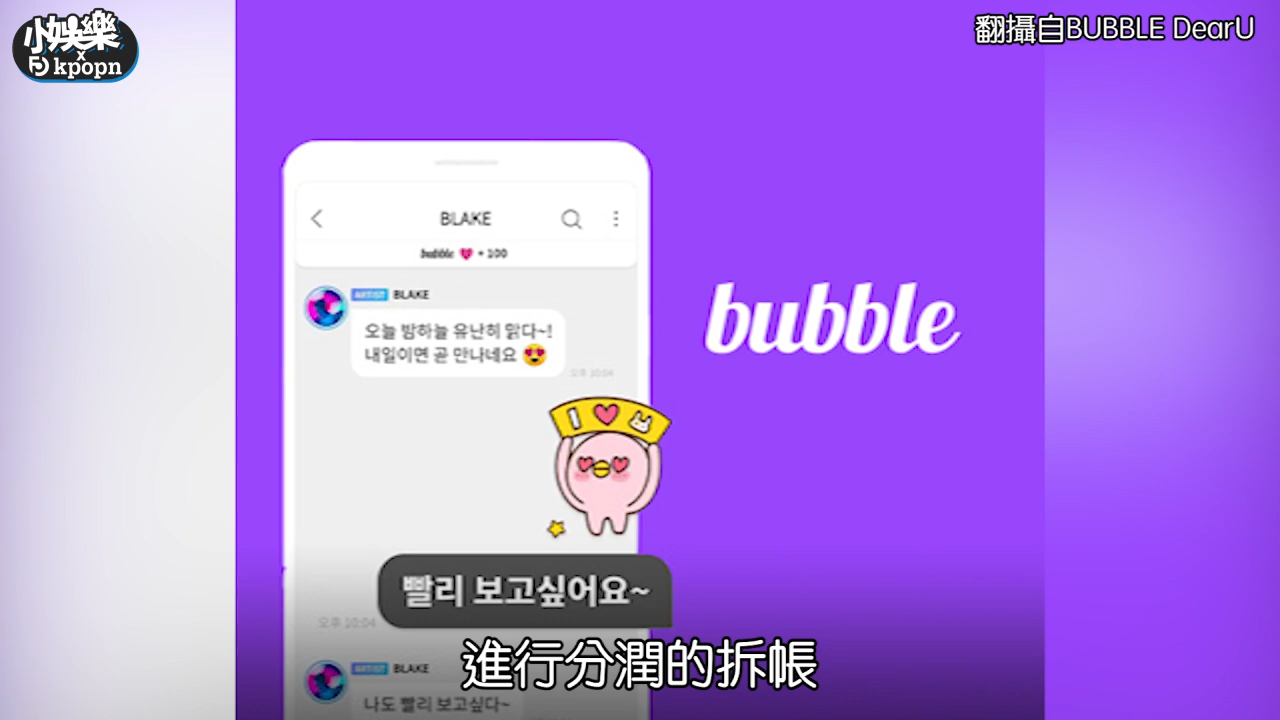 小娛樂
x
kpopn
翻攝自BUBBLE DearU
BLAKE
bubble + 100
ARTIST BLAKE
오늘 밤하늘 유난히 맑다~!
내일이면 곧 만나네요
오후 10:04
I
bubble
빨리 보고싶어요~
오후 10:04
進行分潤的拆帳
ARTIST BLAKE
나도 빨리 보고싶다~